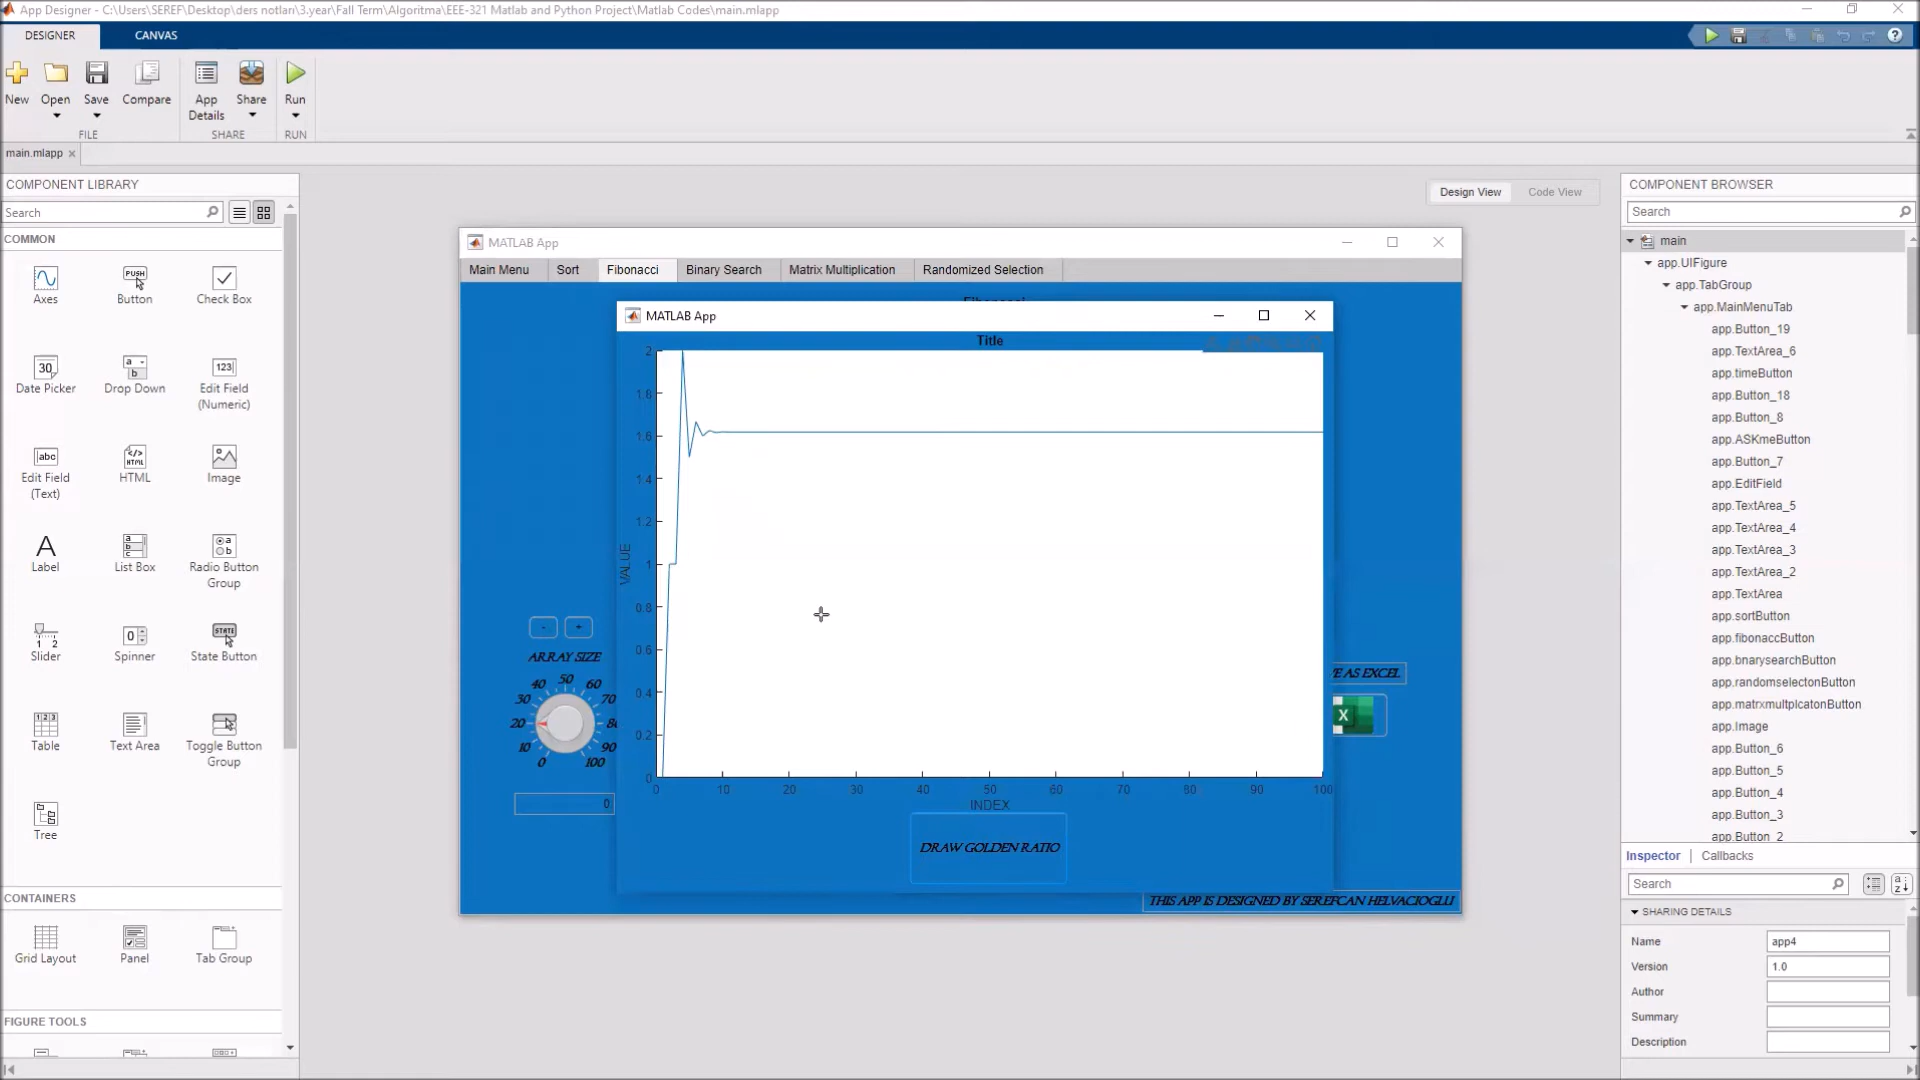 App Designer - C:\Users\SEREF\Desktop\ders notları\3.year\Fall Term\Algoritma\EEE-321 Matlab and Python Project\Matlab Codes\main.mlapp
DESIGNER CANVAS
New Open Save Compare App Details Share Run
FILE SHARE RUN
main.mlapp
COMPONENT LIBRARY
Search
COMMON
Axes Button Check Box
Date Picker Drop Down Edit Field (Numeric)
Edit Field (Text) HTML Image
Label List Box Radio Button Group
Slider Spinner State Button
Table Text Area Toggle Button Group
Tree
CONTAINERS
Grid Layout Panel Tab Group
FIGURE TOOLS
Design View Code View
MATLAB App
Main Menu Sort Fibonacci Binary Search Matrix Multiplication Randomized Selection
MATLAB App
Title
2
1.8
1.6
1.4
1.2
1
0.8
0.6
0.4
0.2
0
VALUE
0 10 20 30 40 50 60 70 80 90 100
INDEX
DRAW GOLDEN RATIO
- +
ARRAY SIZE
0 10 20 30 40 50 60 70 80 90 100
0
AS EXCEL
THIS APP IS DESIGNED BY SEREFCAN HELVACIOGLU
COMPONENT BROWSER
Search
main
app.UIFigure
app.TabGroup
app.MainMenuTab
app.Button_19
app.TextArea_6
app.timeButton
app.Button_18
app.Button_8
app.ASKmeButton
app.Button_7
app.EditField
app.TextArea_5
app.TextArea_4
app.TextArea_3
app.TextArea_2
app.TextArea
app.sortButton
app.fibonaccButton
app.bnarysearchButton
app.randomselectonButton
app.matrxmultplcatonButton
app.Image
app.Button_6
app.Button_5
app.Button_4
app.Button_3
app.Button_2
Inspector | Callbacks
Search
SHARING DETAILS
Name app4
Version 1.0
Author
Summary
Description